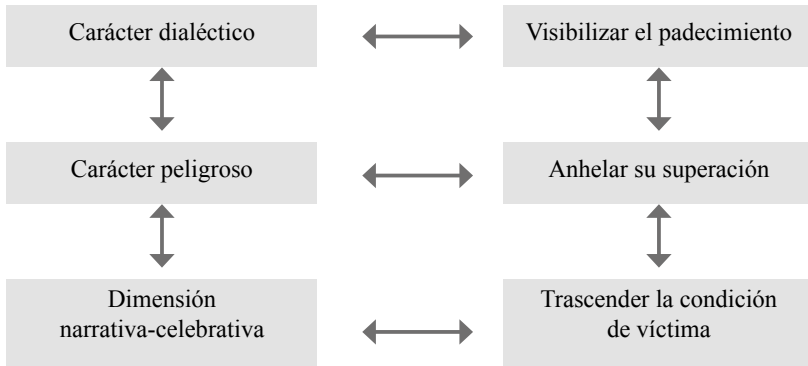 Carácter dialéctico
Visibilizar el padecimiento
Carácter peligroso
Anhelar su superación
Dimensión
narrativa-celebrativa
Trascender la condición
de víctima